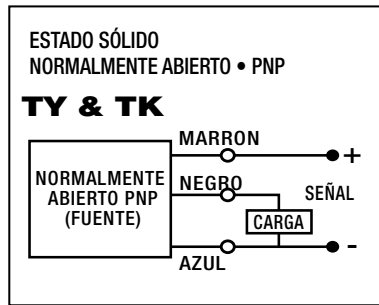 ESTADO SÓLIDO
NORMALMENTE ABIERTO • PNP
TY & TK
MARRON
+
NORMALMENTE
ABIERTO PNP
(FUENTE)
NEGRO
SEÑAL
CARGA
-
AZUL